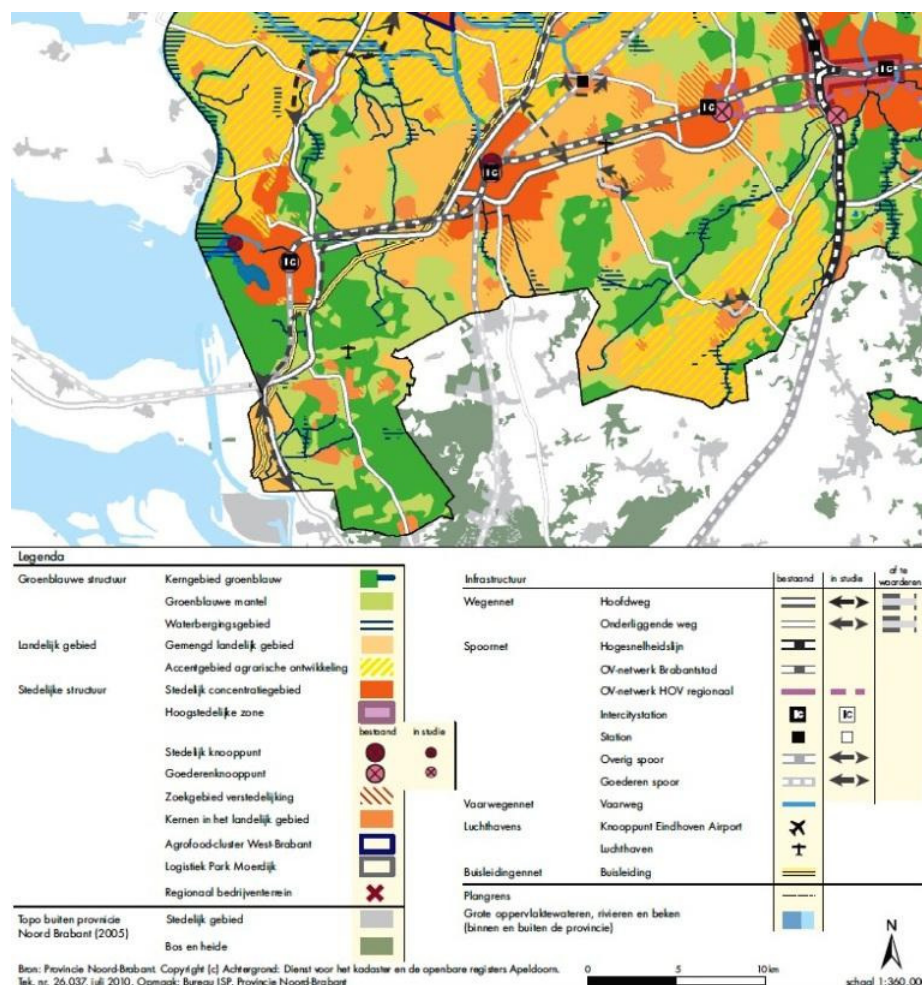 IC
IC
IC
IC
Legenda
Groenblauwe structuur Kerngebied groenblauw
Groenblauwe mantel
Waterbergingsgebied
Landelijk gebied Gemengd landelijk gebied
Accentgebied agrarische ontwikkeling
Stedelijke structuur Stedelijk concentratiegebied
Hoogstedelijke zone
bestaand in studie
Stedelijk knooppunt
Goederenknooppunt
Zoekgebied verstedelijking
Kernen in het landelijk gebied
Agrofood-cluster West-Brabant
Logistiek Park Moerdijk
Regionaal bedrijventerrein
Topo buiten provnicie Stedelijk gebied
Noord Brabant (2005)
Bos en heide
Infrastructuur bestaand in studie af te waarderen
Wegennet Hoofdweg
Onderliggende weg
Spoornet Hogesnelheidslijn
OV-netwerk Brabantstad
OV-netwerk HOV regionaal
Intercitystation IC IC
Station
Overig spoor
Goederen spoor
Vaarwegennet Vaarweg
Luchthavens Knooppunt Eindhoven Airport
Luchthaven
Buisleidingennet Buisleiding
Plangrens
Grote oppervlaktewateren, rivieren en beken
(binnen en buiten de provincie)
N
Bron: Provincie Noord-Brabant. Copyright (c) Achtergrond: Dienst voor het kadaster en de openbare registers Apeldoorn.
Tek. nr. 26.037, juli 2010. Opmaak: Bureau ISP, Provincie Noord-Brabant
0 5 10 km
schaal 1:360.00